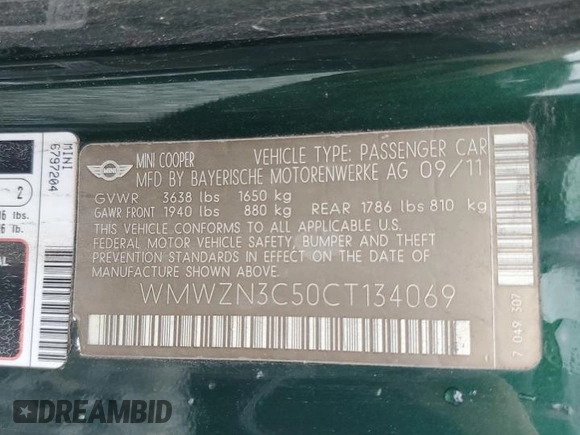 MINI COOPER VEHICLE TYPE: PASSENGER CAR
MFD BY BAYERISCHE MOTORENWERKE AG 09/11
GVWR 3638 lbs 1650 kg
GAWR FRONT 1940 lbs 880 kg REAR 1786 lbs 810 kg
THIS VEHICLE CONFORMS TO ALL APPLICABLE U.S.
FEDERAL MOTOR VEHICLE SAFETY, BUMPER AND THEFT
PREVENTION STANDARDS IN EFFECT ON THE DATE OF
MANUFACTURE SHOWN ABOVE.
WMWZN3C50CT134069
7 049 307
MINI
6797204
2
lbs.
lbs.
MINI
DREAMBID